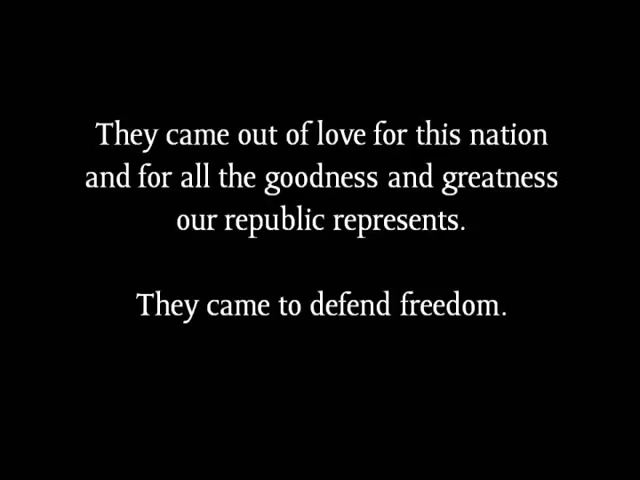 They came out of love for this nation
and for all the goodness and greatness
our republic represents.
They came to defend freedom.